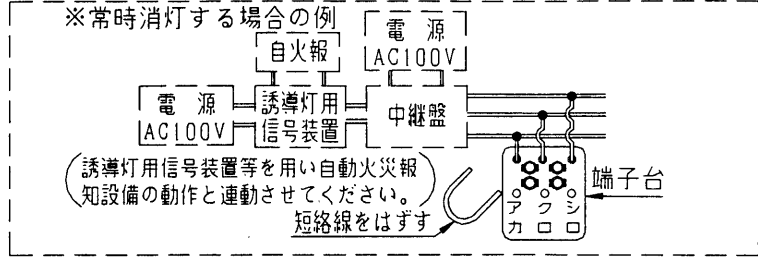 ※常時消灯する場合の例
自火報
電源
AC100V
電源
AC100V
誘導灯用
信号装置
中継盤
(誘導灯用信号装置等を用い自動火災報
知設備の動作と連動させてください。)
短絡線をはずす
端子台
アカ
クロ
シロ